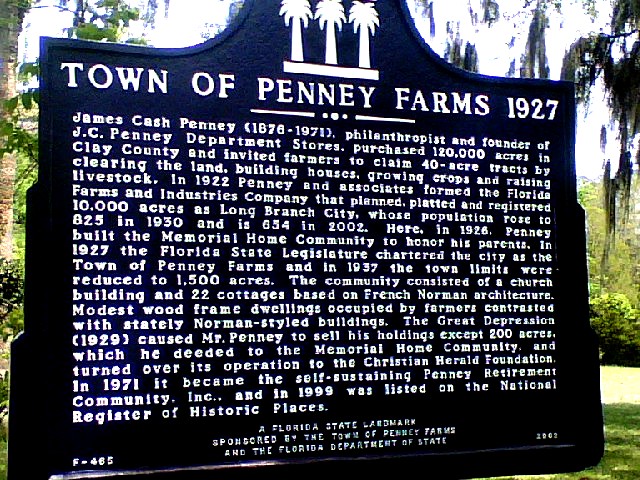 TOWN OF PENNEY FARMS 1927
James Cash Penney (1876-1971), philanthropist and founder of
J.C. Penney Department Stores, purchased 120,000 acres in
Clay County and invited farmers to claim 40-acre tracts by
clearing the land, building houses, growing crops and raising
livestock. In 1922 Penney and associates formed the Florida
Farms and Industries Company that planned, platted and registered
10,000 acres as Long Branch City, whose population rose to
825 in 1930 and is 634 in 2002. Here, in 1926, Penney
built the Memorial Home Community to honor his parents. In
1927 the Florida State Legislature chartered the city as the
Town of Penney Farms and in 1937 the town limits were
reduced to 1,500 acres. The community consisted of a church
building and 22 cottages based on French Norman architecture.
Modest wood frame dwellings occupied by farmers contrasted
with stately Norman-styled buildings. The Great Depression
(1929) caused Mr. Penney to sell his holdings except 200 acres,
which he deeded to the Memorial Home Community, and
turned over its operation to the Christian Herald Foundation.
In 1971 it became the self-sustaining Penney Retirement
Community, Inc., and in 1999 was listed on the National
Register of Historic Places.
A FLORIDA STATE LANDMARK
SPONSORED BY THE TOWN OF PENNEY FARMS
AND THE FLORIDA DEPARTMENT OF STATE
F-465 2003